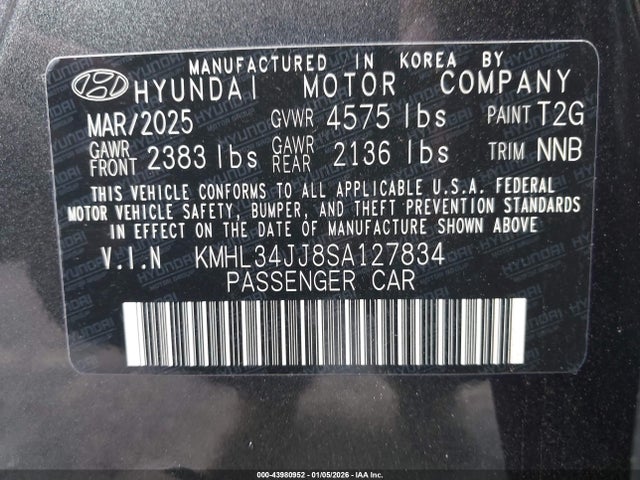 MANUFACTURED IN KOREA BY
HYUNDAI MOTOR COMPANY
MAR/2025 GVWR 4575 lbs PAINT T2G
GAWR FRONT 2383 lbs GAWR REAR 2136 lbs TRIM NNB
THIS VEHICLE CONFORMS TO ALL APPLICABLE U.S.A. FEDERAL
MOTOR VEHICLE SAFETY, BUMPER, AND THEFT PREVENTION STANDARDS
IN EFFECT ON THE DATE OF MANUFACTURE SHOWN ABOVE
V.I.N KMHL34JJ8SA127834
PASSENGER CAR
000-43980952 - 01/05/2026 - IAA Inc.